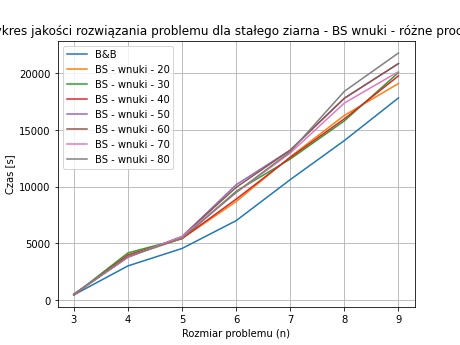 jakości rozwiązania problemu dla stałego ziarna - BS wnuki - różne
B&B
BS - wnuki - 20
BS - wnuki - 30
BS - wnuki - 40
BS - wnuki - 50
BS - wnuki - 60
BS - wnuki - 70
BS - wnuki - 80
Czas [s]
20000
15000
10000
5000
0
3 4 5 6 7 8 9
Rozmiar problemu (n)